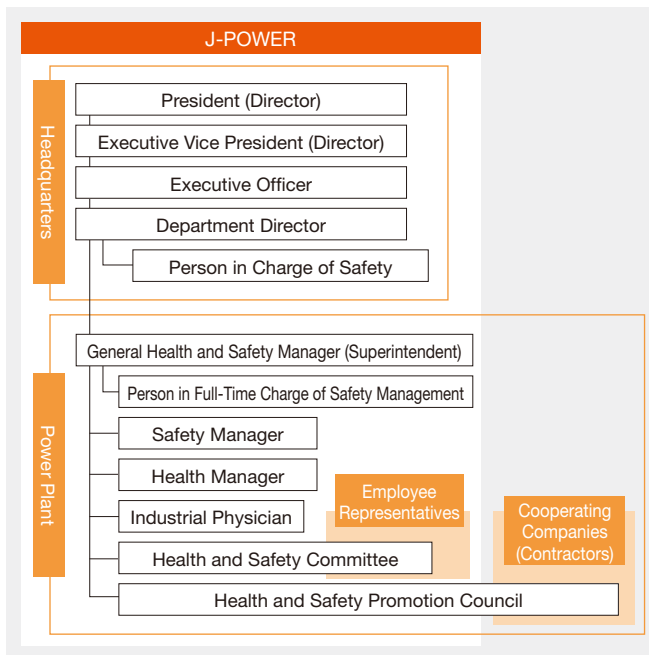 J-POWER
Headquarters
President (Director)
Executive Vice President (Director)
Executive Officer
Department Director
Person in Charge of Safety
Power Plant
General Health and Safety Manager (Superintendent)
Person in Full-Time Charge of Safety Management
Safety Manager
Health Manager
Industrial Physician
Health and Safety Committee
Health and Safety Promotion Council
Employee
Representatives
Cooperating
Companies
(Contractors)